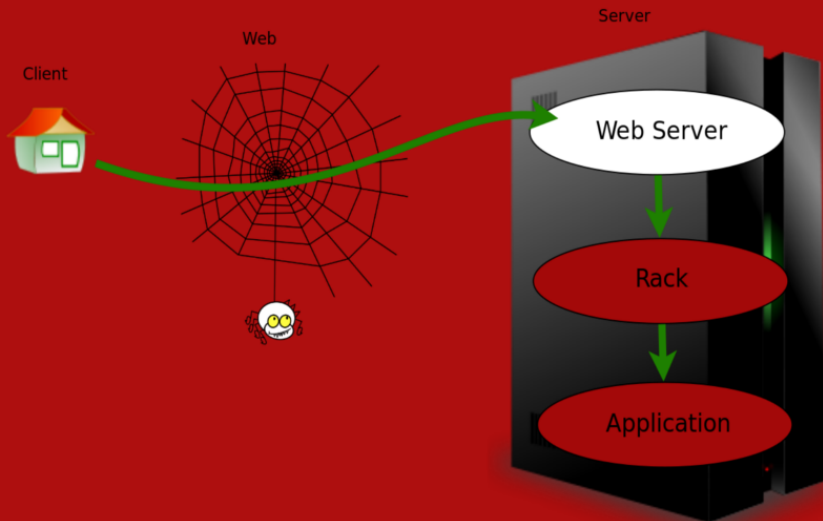 Client
Web
Server
Web Server
Rack
Application